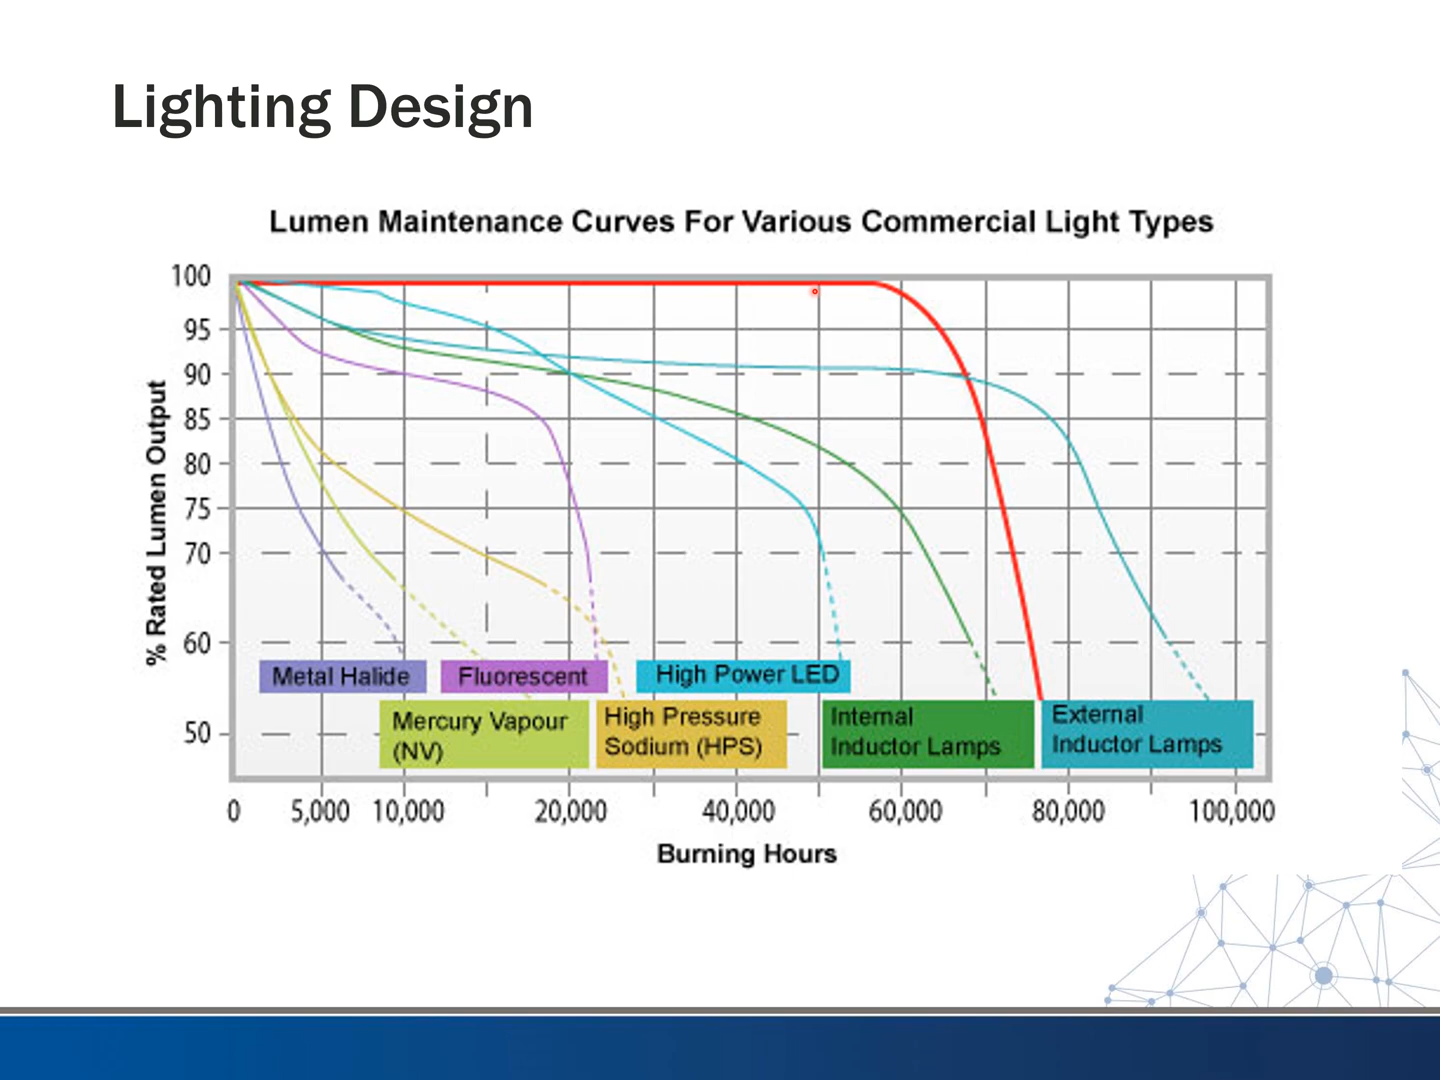 Lighting Design
Lumen Maintenance Curves For Various Commercial Light Types
% Rated Lumen Output
100
95
90
85
80
75
70
60
50
Metal Halide
Fluorescent
High Power LED
Mercury Vapour
(NV)
High Pressure
Sodium (HPS)
Internal
Inductor Lamps
External
Inductor Lamps
0 5,000 10,000 20,000 40,000 60,000 80,000 100,000
Burning Hours